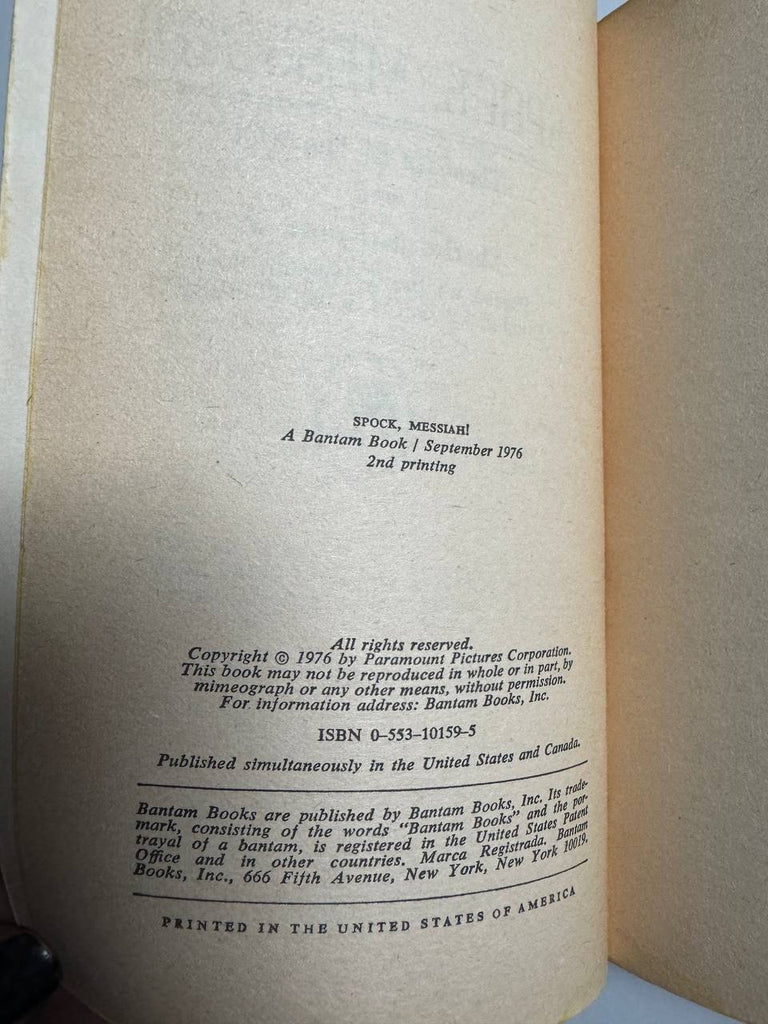 SPOCK, MESSIAH!
A Bantam Book / September 1976
2nd printing
All rights reserved.
Copyright © 1976 by Paramount Pictures Corporation.
This book may not be reproduced in whole or in part, by
mimeograph or any other means, without permission.
For information address: Bantam Books, Inc.
ISBN 0-553-10159-5
Published simultaneously in the United States and Canada.
Bantam Books are published by Bantam Books, Inc. Its trade-
mark, consisting of the words "Bantam Books" and the por-
trayal of a bantam, is registered in the United States Patent
Office and in other countries. Marca Registrada. Bantam
Books, Inc., 666 Fifth Avenue, New York, New York 10019.
PRINTED IN THE UNITED STATES OF AMERICA